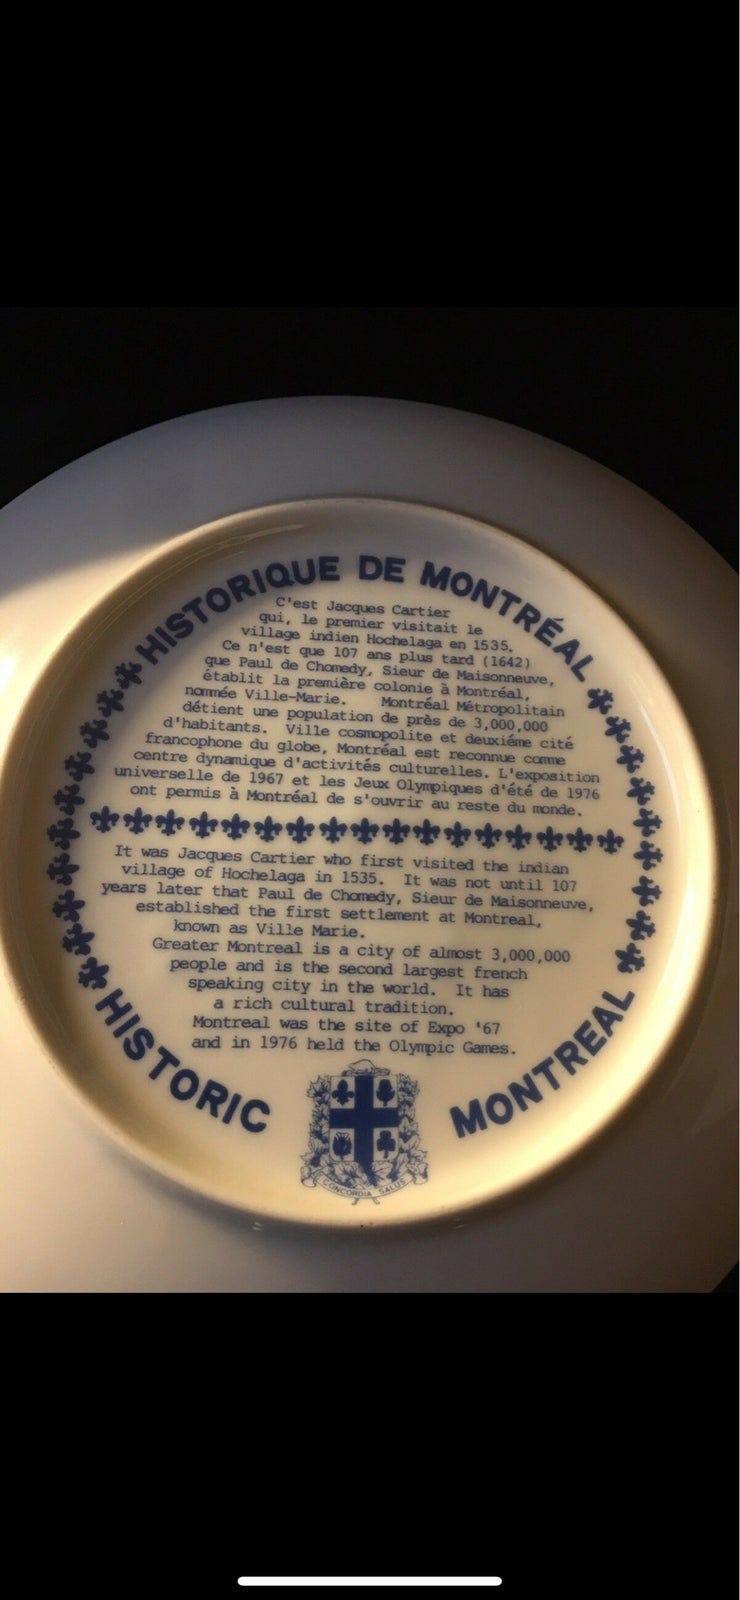 HISTORIQUE DE MONTRÉAL
C'est Jacques Cartier
qui, le premier visitait le
village indien Hochelaga en 1535.
Ce n'est que 107 ans plus tard (1642)
que Paul de Chomedy, Sieur de Maisonneuve,
établit la première colonie à Montréal,
nommée Ville-Marie. Montréal Métropolitain
détient une population de près de 3,000,000
d'habitants. Ville cosmopolite et deuxiéme cité
francophone du globe, Montréal est reconnue comme
centre dynamique d'activités culturelles. L'exposition
universelle de 1967 et les Jeux Olympiques d'été de 1976
ont permis à Montréal de s'ouvrir au reste du monde.
It was Jacques Cartier who first visited the indian
village of Hochelaga in 1535. It was not until 107
years later that Paul de Chomedy, Sieur de Maisonneuve,
established the first settlement at Montreal,
known as Ville Marie.
Greater Montreal is a city of almost 3,000,000
people and is the second largest french
speaking city in the world. It has
a rich cultural tradition.
Montreal was the site of Expo '67
and in 1976 held the Olympic Games.
HISTORIC MONTREAL
CONCORDIA SALUS